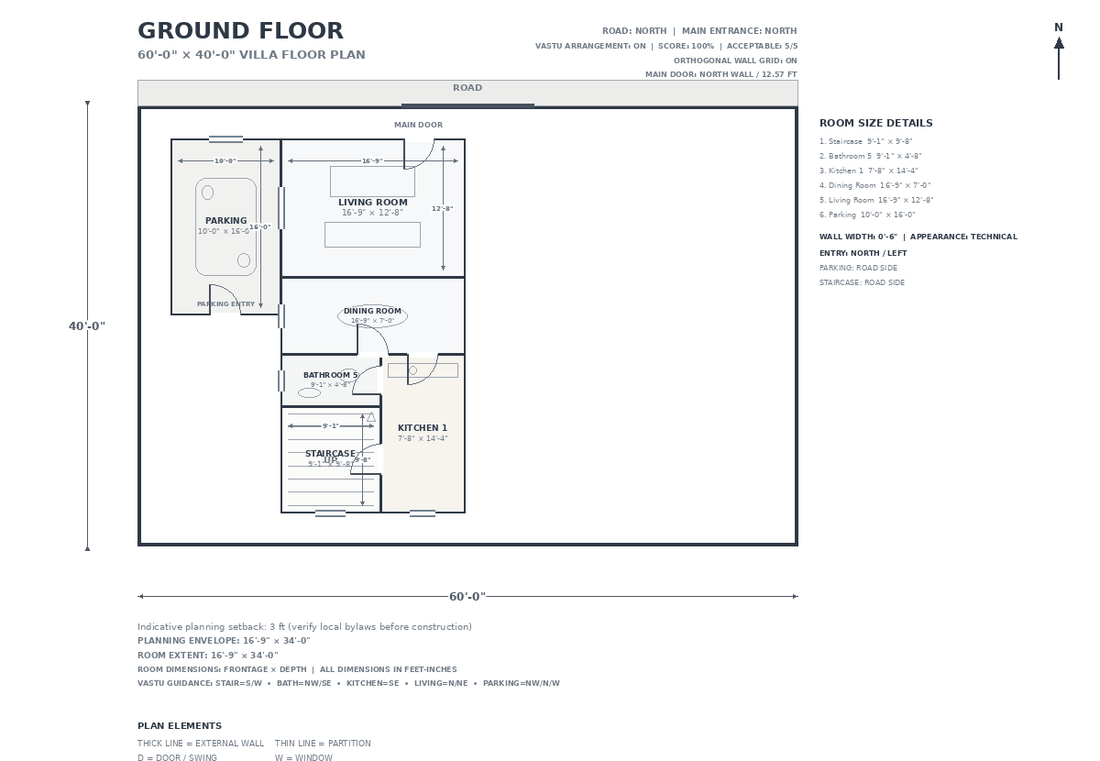 GROUND FLOOR
60'-0" × 40'-0" VILLA FLOOR PLAN
ROAD: NORTH | MAIN ENTRANCE: NORTH
VASTU ARRANGEMENT: ON | SCORE: 100% | ACCEPTABLE: 5/5
ORTHOGONAL WALL GRID: ON
MAIN DOOR: NORTH WALL / 12.57 FT
N
ROAD
MAIN DOOR
10'-0"
16'-9"
PARKING
10'-0" × 16'-0"
16'-0"
LIVING ROOM
16'-9" × 12'-8"
12'-8"
PARKING ENTRY
DINING ROOM
16'-9" × 7'-0"
40'-0"
BATHROOM 5
9'-1" × 4'-8"
9'-1"
KITCHEN 1
7'-8" × 14'-4"
STAIRCASE
UP
9'-1" × 9'-8"
9'-8"
60'-0"
ROOM SIZE DETAILS
1. Staircase 9'-1" × 9'-8"
2. Bathroom 5 9'-1" × 4'-8"
3. Kitchen 1 7'-8" × 14'-4"
4. Dining Room 16'-9" × 7'-0"
5. Living Room 16'-9" × 12'-8"
6. Parking 10'-0" × 16'-0"
WALL WIDTH: 0'-6" | APPEARANCE: TECHNICAL
ENTRY: NORTH / LEFT
PARKING: ROAD SIDE
STAIRCASE: ROAD SIDE
Indicative planning setback: 3 ft (verify local bylaws before construction)
PLANNING ENVELOPE: 16'-9" × 34'-0"
ROOM EXTENT: 16'-9" × 34'-0"
ROOM DIMENSIONS: FRONTAGE × DEPTH | ALL DIMENSIONS IN FEET-INCHES
VASTU GUIDANCE: STAIR=S/W • BATH=NW/SE • KITCHEN=SE • LIVING=N/NE • PARKING=NW/N/W
PLAN ELEMENTS
THICK LINE = EXTERNAL WALL THIN LINE = PARTITION
D = DOOR / SWING W = WINDOW